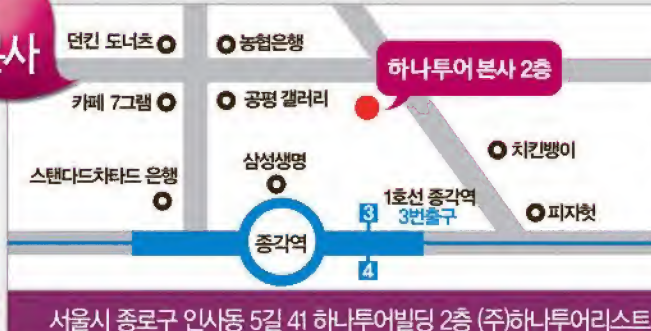 본사
던킨 도너츠
농협은행
하나투어 본사 2층
카페 7그램
공평 갤러리
치킨뱅이
스탠다드차타드 은행
삼성생명
1호선 종각역
3번출구
피자헛
3
종각역
4
서울시 종로구 인사동 5길 41 하나투어빌딩 2층 (주)하나투어리스트